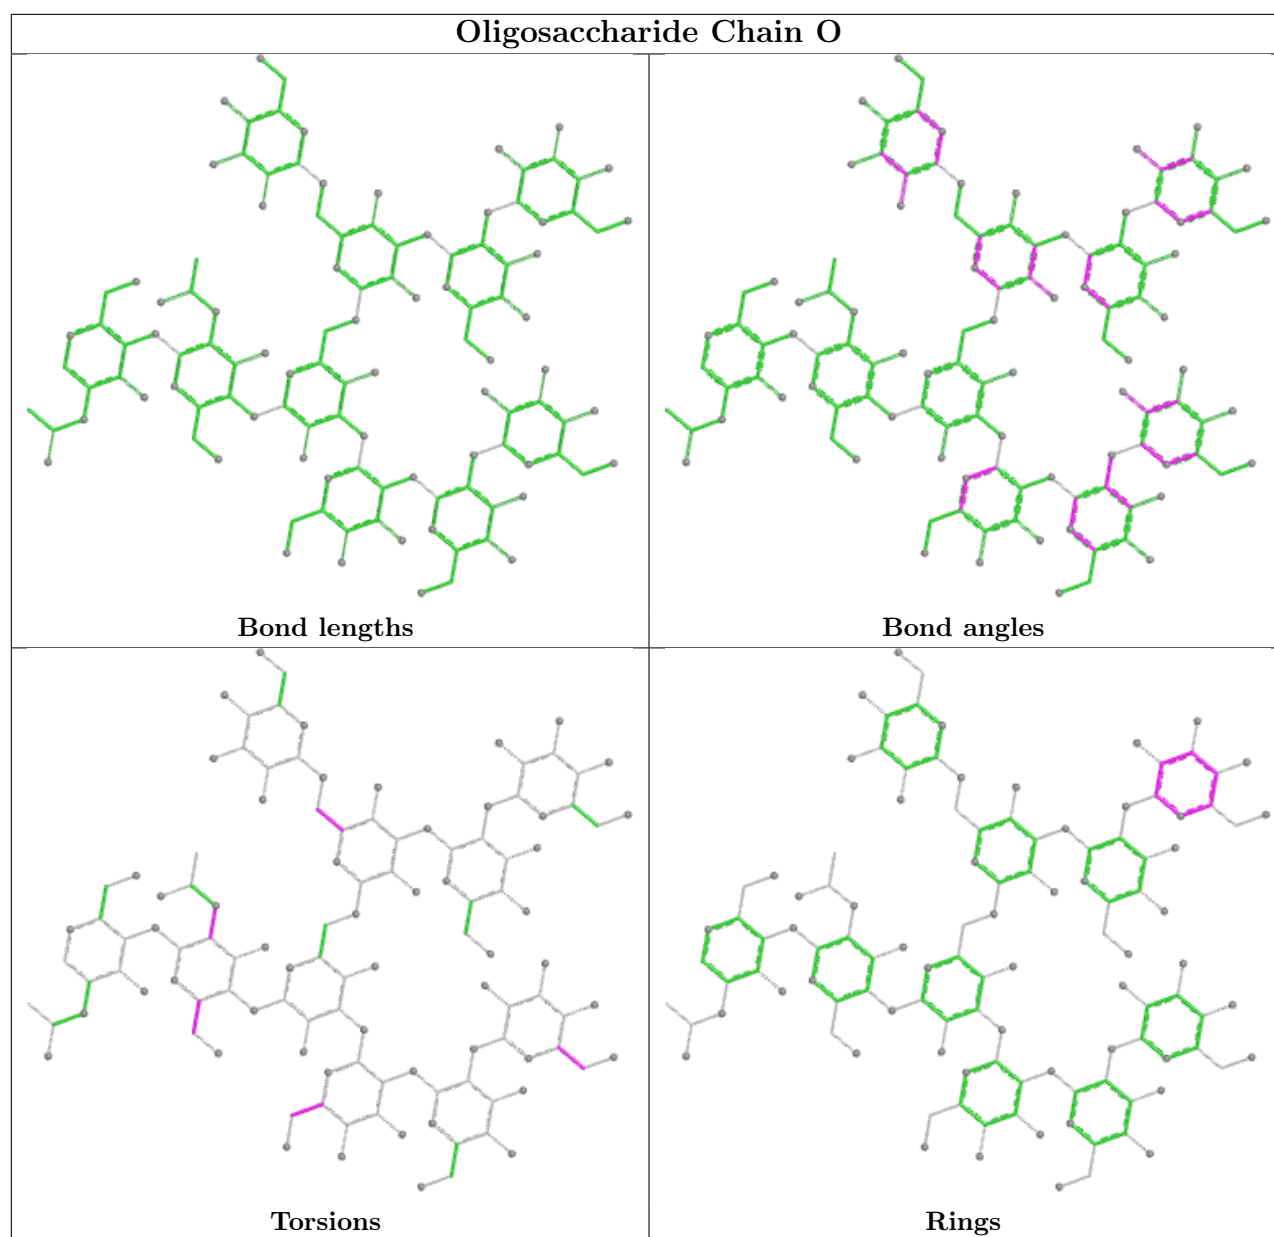 Oligosaccharide Chain O
Bond lengths
Bond angles
Torsions
Rings